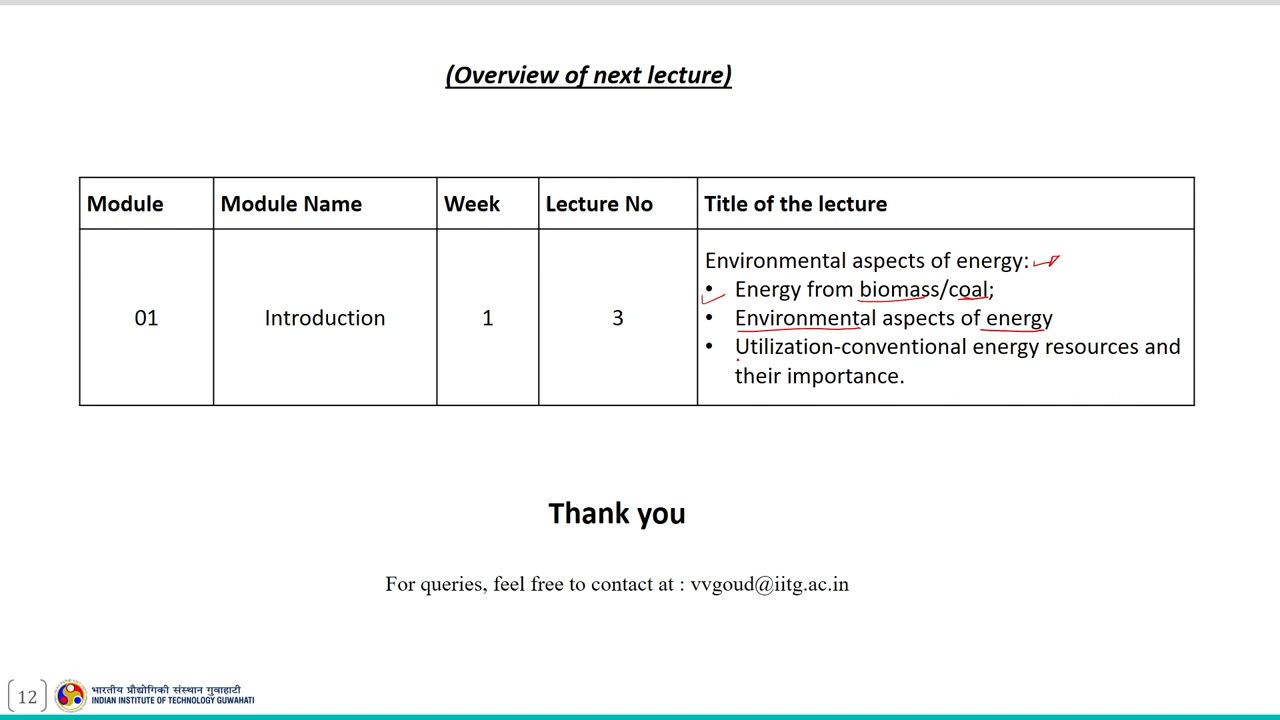 (Overview of next lecture)
Module Module Name Week Lecture No Title of the lecture
01 Introduction 1 3 Environmental aspects of energy:
• Energy from biomass/coal;
• Environmental aspects of energy
• Utilization-conventional energy resources and
their importance.
Thank you
For queries, feel free to contact at : vvgoud@iitg.ac.in
12
भारतीय प्रौद्योगिकी संस्थान गुवाहाटी
INDIAN INSTITUTE OF TECHNOLOGY GUWAHATI